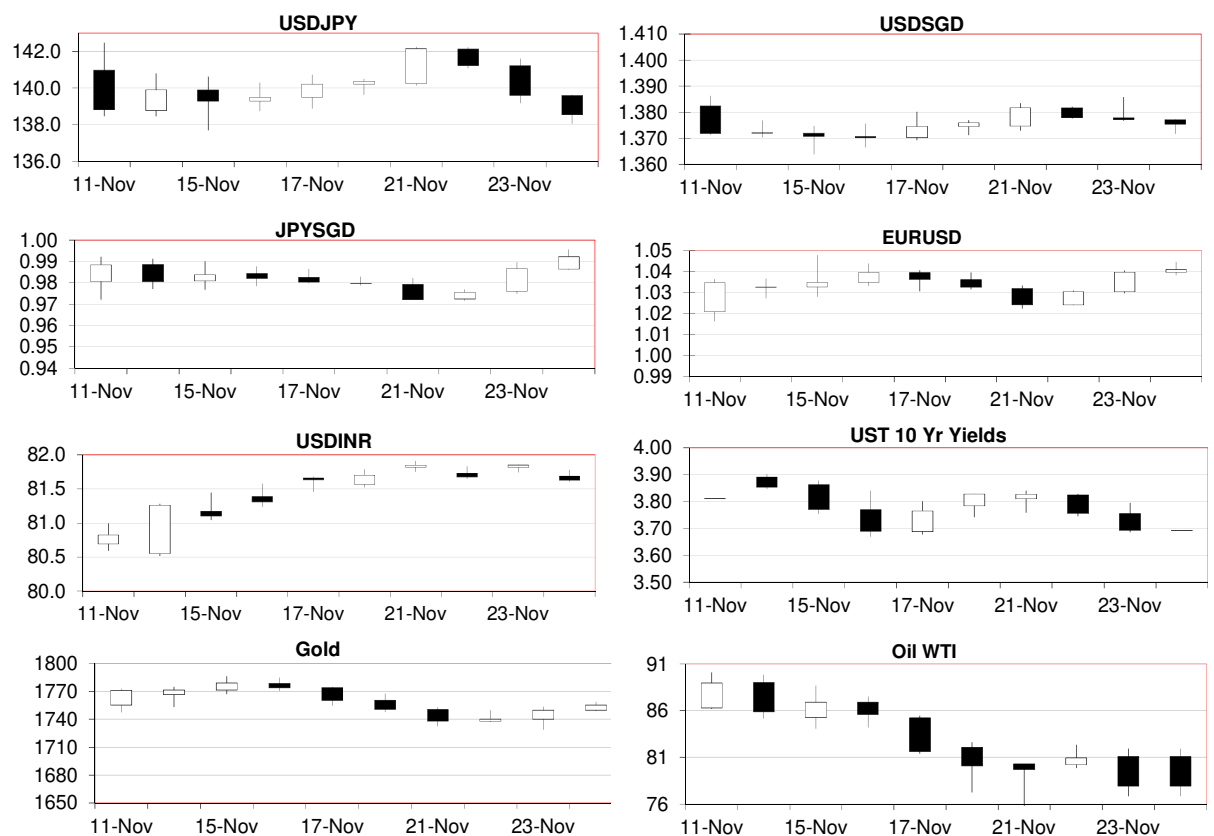 USDJPY
142.0
140.0
138.0
136.0
11-Nov 15-Nov 17-Nov 21-Nov 23-Nov
USDSGD
1.410
1.400
1.390
1.380
1.370
1.360
11-Nov 15-Nov 17-Nov 21-Nov 23-Nov
JPYSGD
1.00
0.99
0.98
0.97
0.96
0.95
0.94
11-Nov 15-Nov 17-Nov 21-Nov 23-Nov
EURUSD
1.05
1.04
1.03
1.02
1.01
1.00
0.99
11-Nov 15-Nov 17-Nov 21-Nov 23-Nov
USDINR
82.0
81.5
81.0
80.5
80.0
11-Nov 15-Nov 17-Nov 21-Nov 23-Nov
UST 10 Yr Yields
4.00
3.90
3.80
3.70
3.60
3.50
11-Nov 15-Nov 17-Nov 21-Nov 23-Nov
Gold
1800
1770
1740
1710
1680
1650
11-Nov 15-Nov 17-Nov 21-Nov 23-Nov
Oil WTI
91
86
81
76
11-Nov 15-Nov 17-Nov 21-Nov 23-Nov